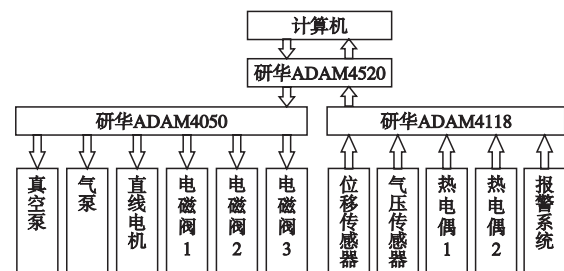 计算机
研华ADAM4520
研华ADAM4050
研华ADAM4118
真空泵
气泵
直线电机
电磁阀1
电磁阀2
电磁阀3
位移传感器
气压传感器
热电偶1
热电偶2
报警系统